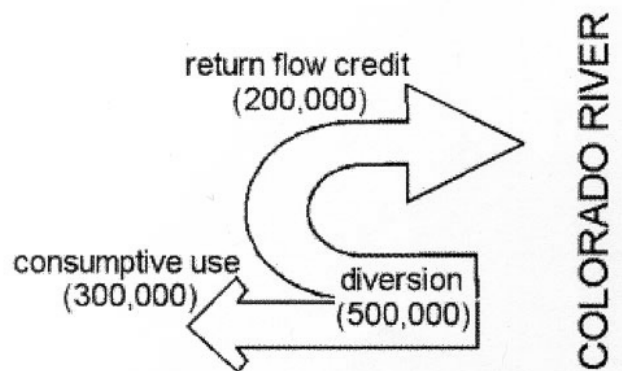 return flow credit
(200,000)
consumptive use
(300,000)
diversion
(500,000)
COLORADO RIVER